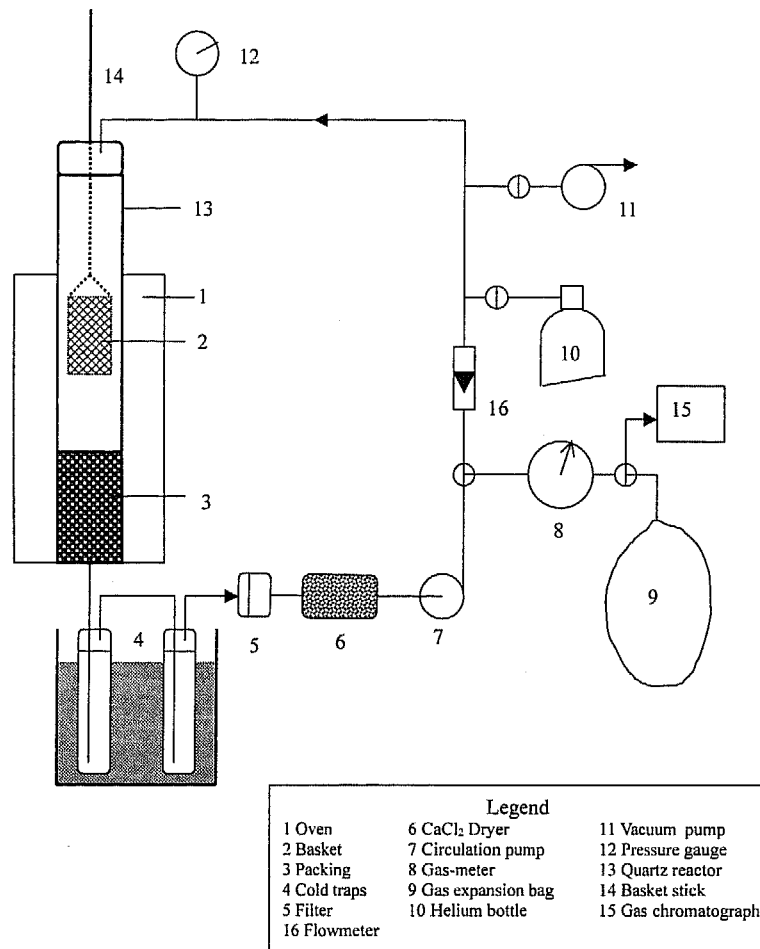 12
14
13
11
1
2
10
16
15
3
8
9
4
5
6
7
Legend
1 Oven
2 Basket
3 Packing
4 Cold traps
5 Filter
16 Flowmeter
6 CaCl₂ Dryer
7 Circulation pump
8 Gas-meter
9 Gas expansion bag
10 Helium bottle
11 Vacuum pump
12 Pressure gauge
13 Quartz reactor
14 Basket stick
15 Gas chromatograph